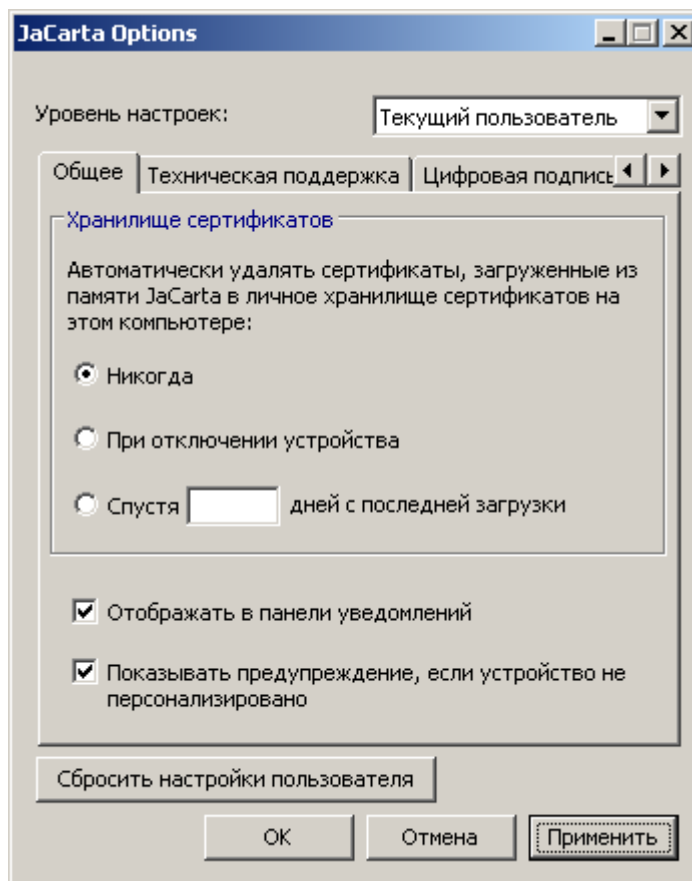 JaCarta Options
Уровень настроек:
Текущий пользователь
Общее
Техническая поддержка
Цифровая подпись
Хранилище сертификатов
Автоматически удалять сертификаты, загруженные из
памяти JaCarta в личное хранилище сертификатов на
этом компьютере:
Никогда
При отключении устройства
Спустя дней с последней загрузки
Отображать в панели уведомлений
Показывать предупреждение, если устройство не
персонализировано
Сбросить настройки пользователя
OK
Отмена
Применить